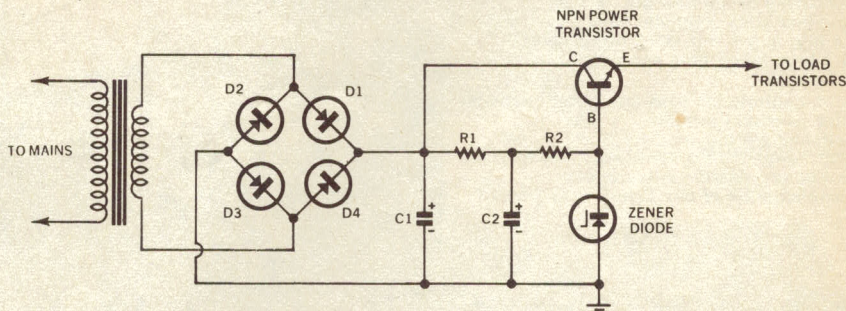 NPN POWER
TRANSISTOR
C
E
TO LOAD
TRANSISTORS
B
D2
D1
TO MAINS
R1
R2
D3
D4
C1
+
-
C2
+
-
ZENER
DIODE